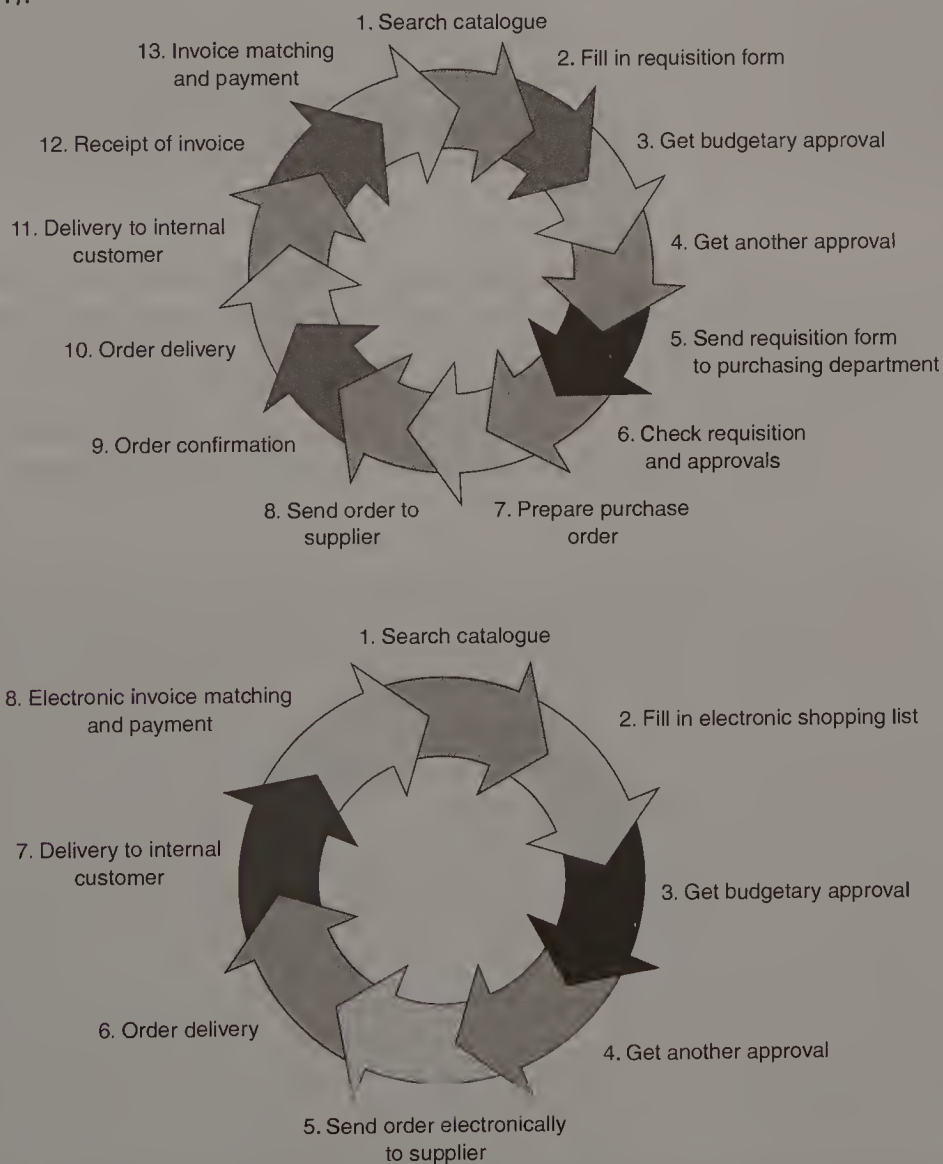 1. Search catalogue
2. Fill in requisition form
3. Get budgetary approval
4. Get another approval
5. Send requisition form
to purchasing department
6. Check requisition
and approvals
7. Prepare purchase
order
8. Send order to
supplier
9. Order confirmation
10. Order delivery
11. Delivery to internal
customer
12. Receipt of invoice
13. Invoice matching
and payment
1. Search catalogue
2. Fill in electronic shopping list
3. Get budgetary approval
4. Get another approval
5. Send order electronically
to supplier
6. Order delivery
7. Delivery to internal
customer
8. Electronic invoice matching
and payment